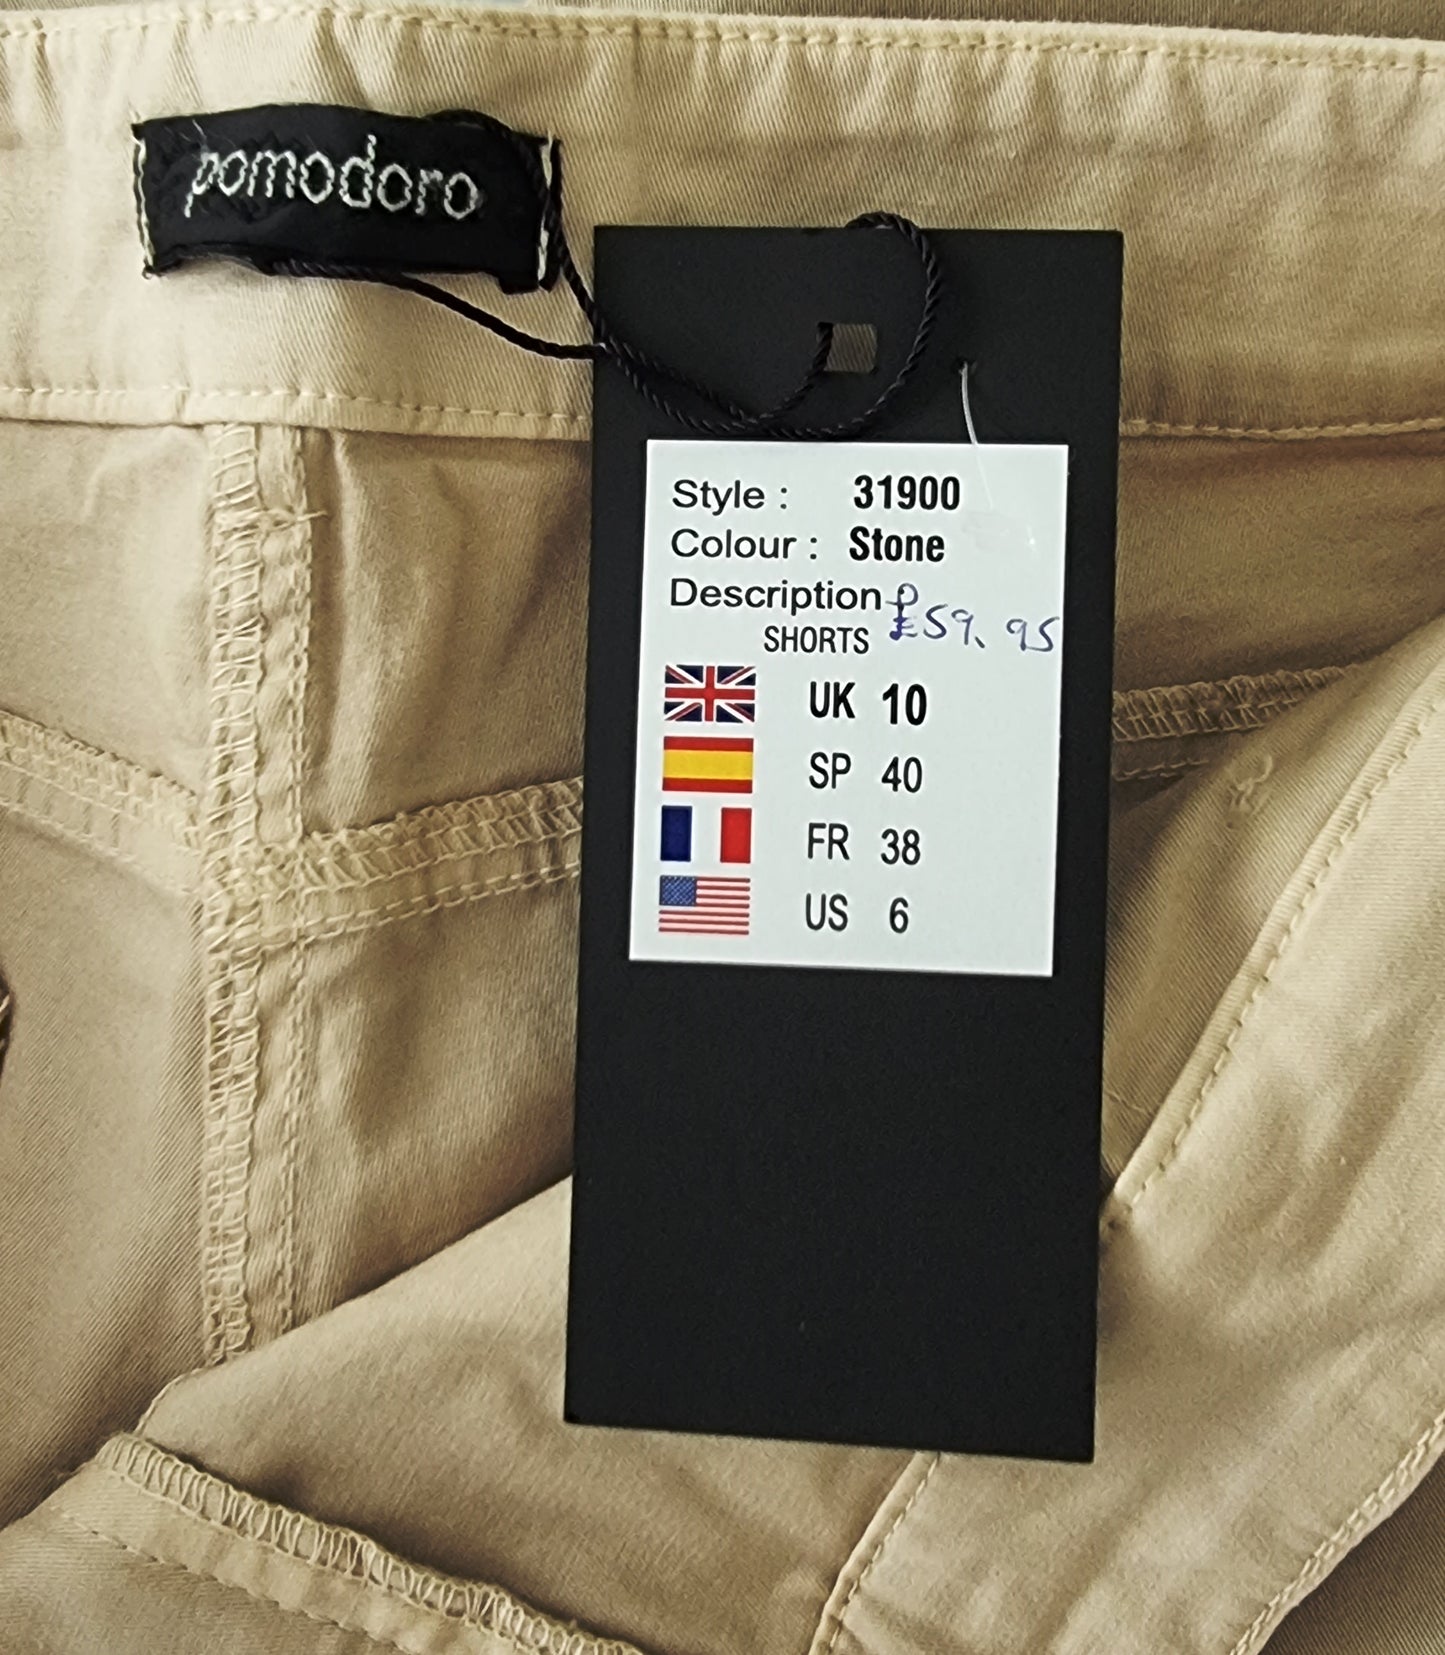 pomodoro
Style : 31900
Colour : Stone
Description
£59.95
SHORTS
UK 10
SP 40
FR 38
US 6